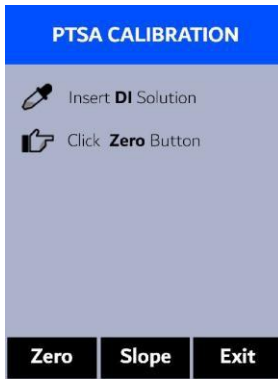 PTSA CALIBRATION
Insert DI Solution
Click Zero Button
Zero Slope Exit